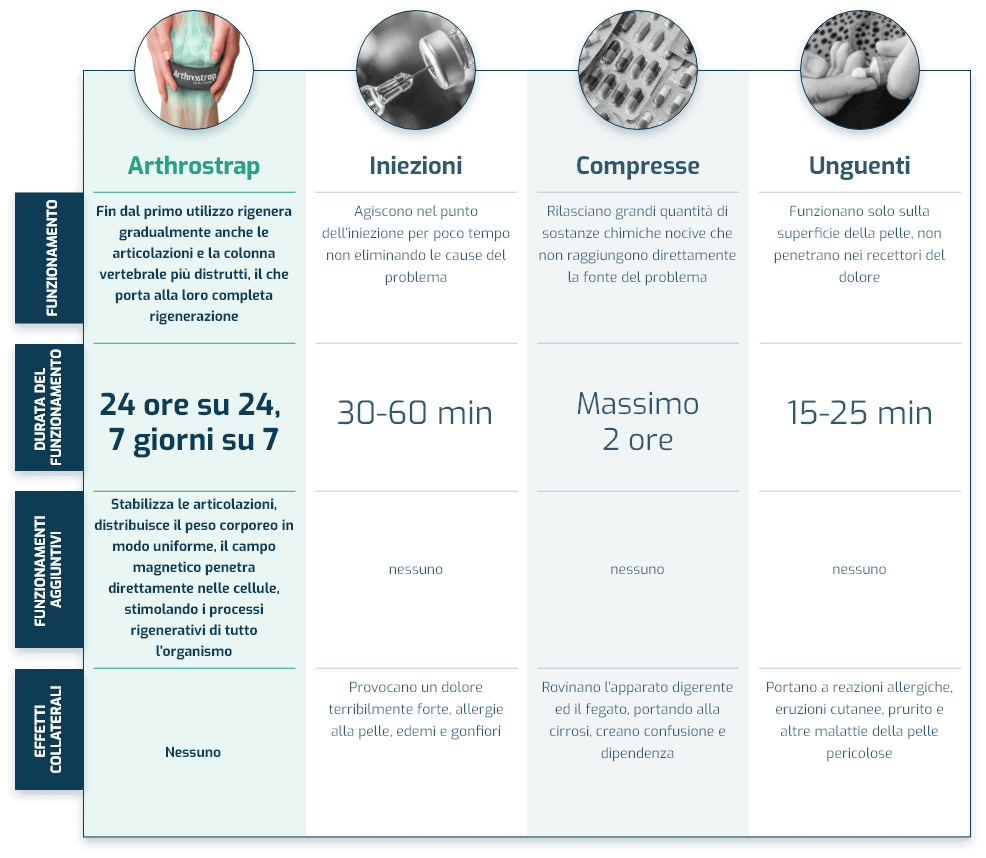 Arthrostrap
Arthrostrap
Iniezioni
Compresse
Unguenti
FUNZIONAMENTO
Fin dal primo utilizzo rigenera
gradualmente anche le
articolazioni e la colonna
vertebrale più distrutti, il che
porta alla loro completa
rigenerazione
Agiscono nel punto
dell'iniezione per poco tempo
non eliminando le cause del
problema
Rilasciano grandi quantità di
sostanze chimiche nocive che
non raggiungono direttamente
la fonte del problema
Funzionano solo sulla
superficie della pelle, non
penetrano nei recettori del
dolore
DURATA DEL
FUNZIONAMENTO
24 ore su 24,
7 giorni su 7
30-60 min
Massimo
2 ore
15-25 min
FUNZIONAMENTI
AGGIUNTIVI
Stabilizza le articolazioni,
distribuisce il peso corporeo in
modo uniforme, il campo
magnetico penetra
direttamente nelle cellule,
stimolando i processi
rigenerativi di tutto
l'organismo
nessuno
nessuno
nessuno
EFFETTI
COLLATERALI
Nessuno
Provocano un dolore
terribilmente forte, allergie
alla pelle, edemi e gonfiori
Rovinano l'apparato digerente
ed il fegato, portando alla
cirrosi, creano confusione e
dipendenza
Portano a reazioni allergiche,
eruzioni cutanee, prurito e
altre malattie della pelle
pericolose